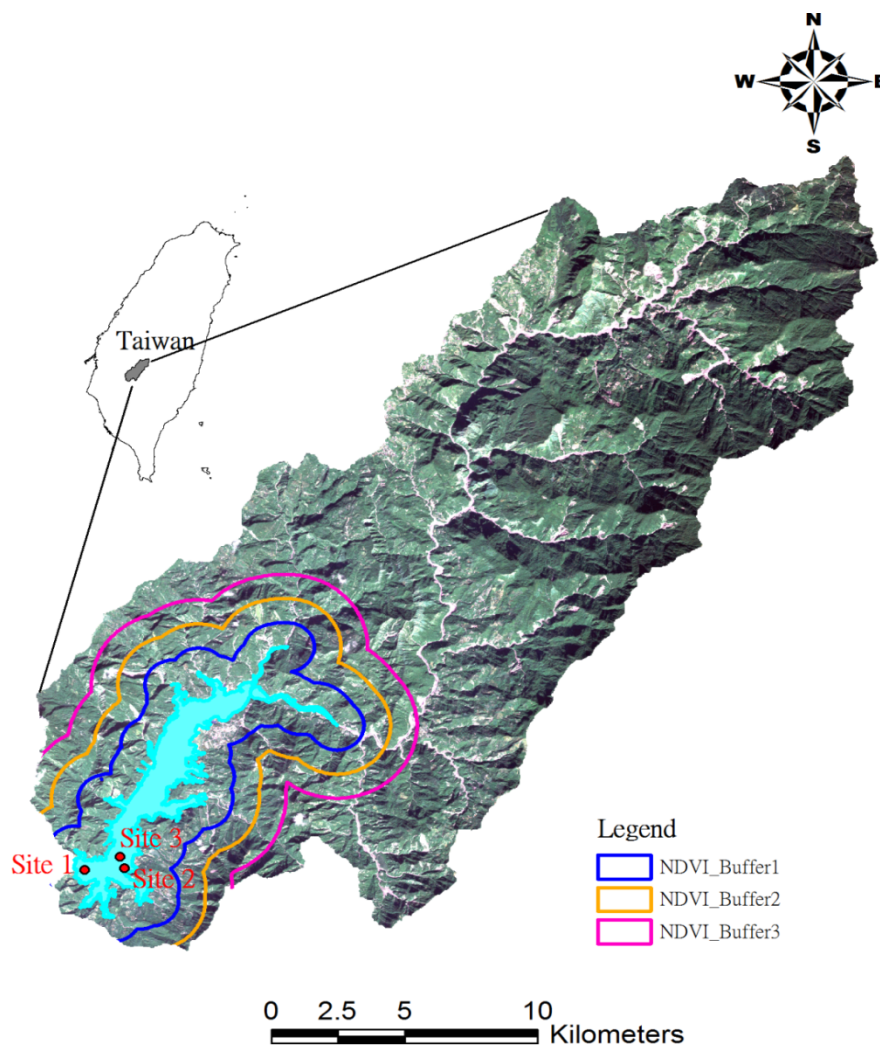 N
W
E
S
Taiwan
Site 3
Site 1
Site 2
Legend
NDVI_Buffer1
NDVI_Buffer2
NDVI_Buffer3
0 2.5 5 10
Kilometers